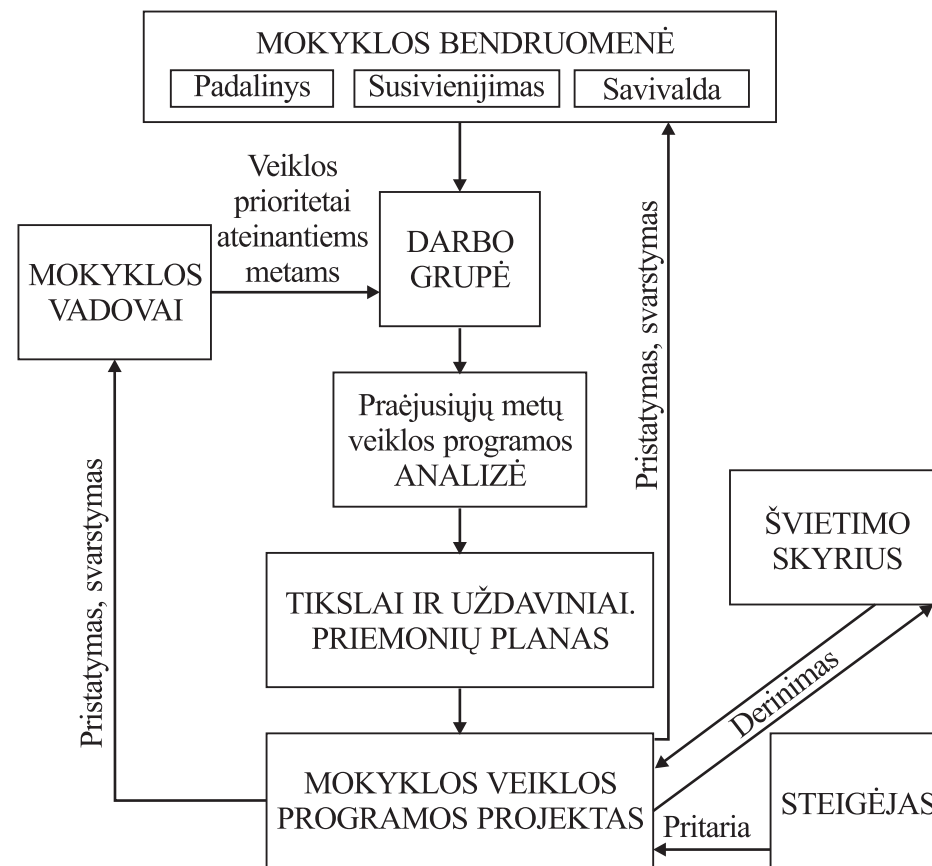 MOKYKLOS BENDRUOMENĖ
Padalinys
Susivienijimas
Savivalda
Veiklos
prioritetai
ateinantiems
metams
MOKYKLOS
VADOVAI
DARBO
GRUPĖ
Praėjusiųjų metų
veiklos programos
ANALIZĖ
Pristatymas, svarstymas
Pristatymas, svarstymas
ŠVIETIMO
SKYRIUS
TIKSLAI IR UŽDAVINIAI.
PRIEMONIŲ PLANAS
Derinimas
MOKYKLOS VEIKLOS
PROGRAMOS PROJEKTAS
Pritaria
STEIGĖJAS